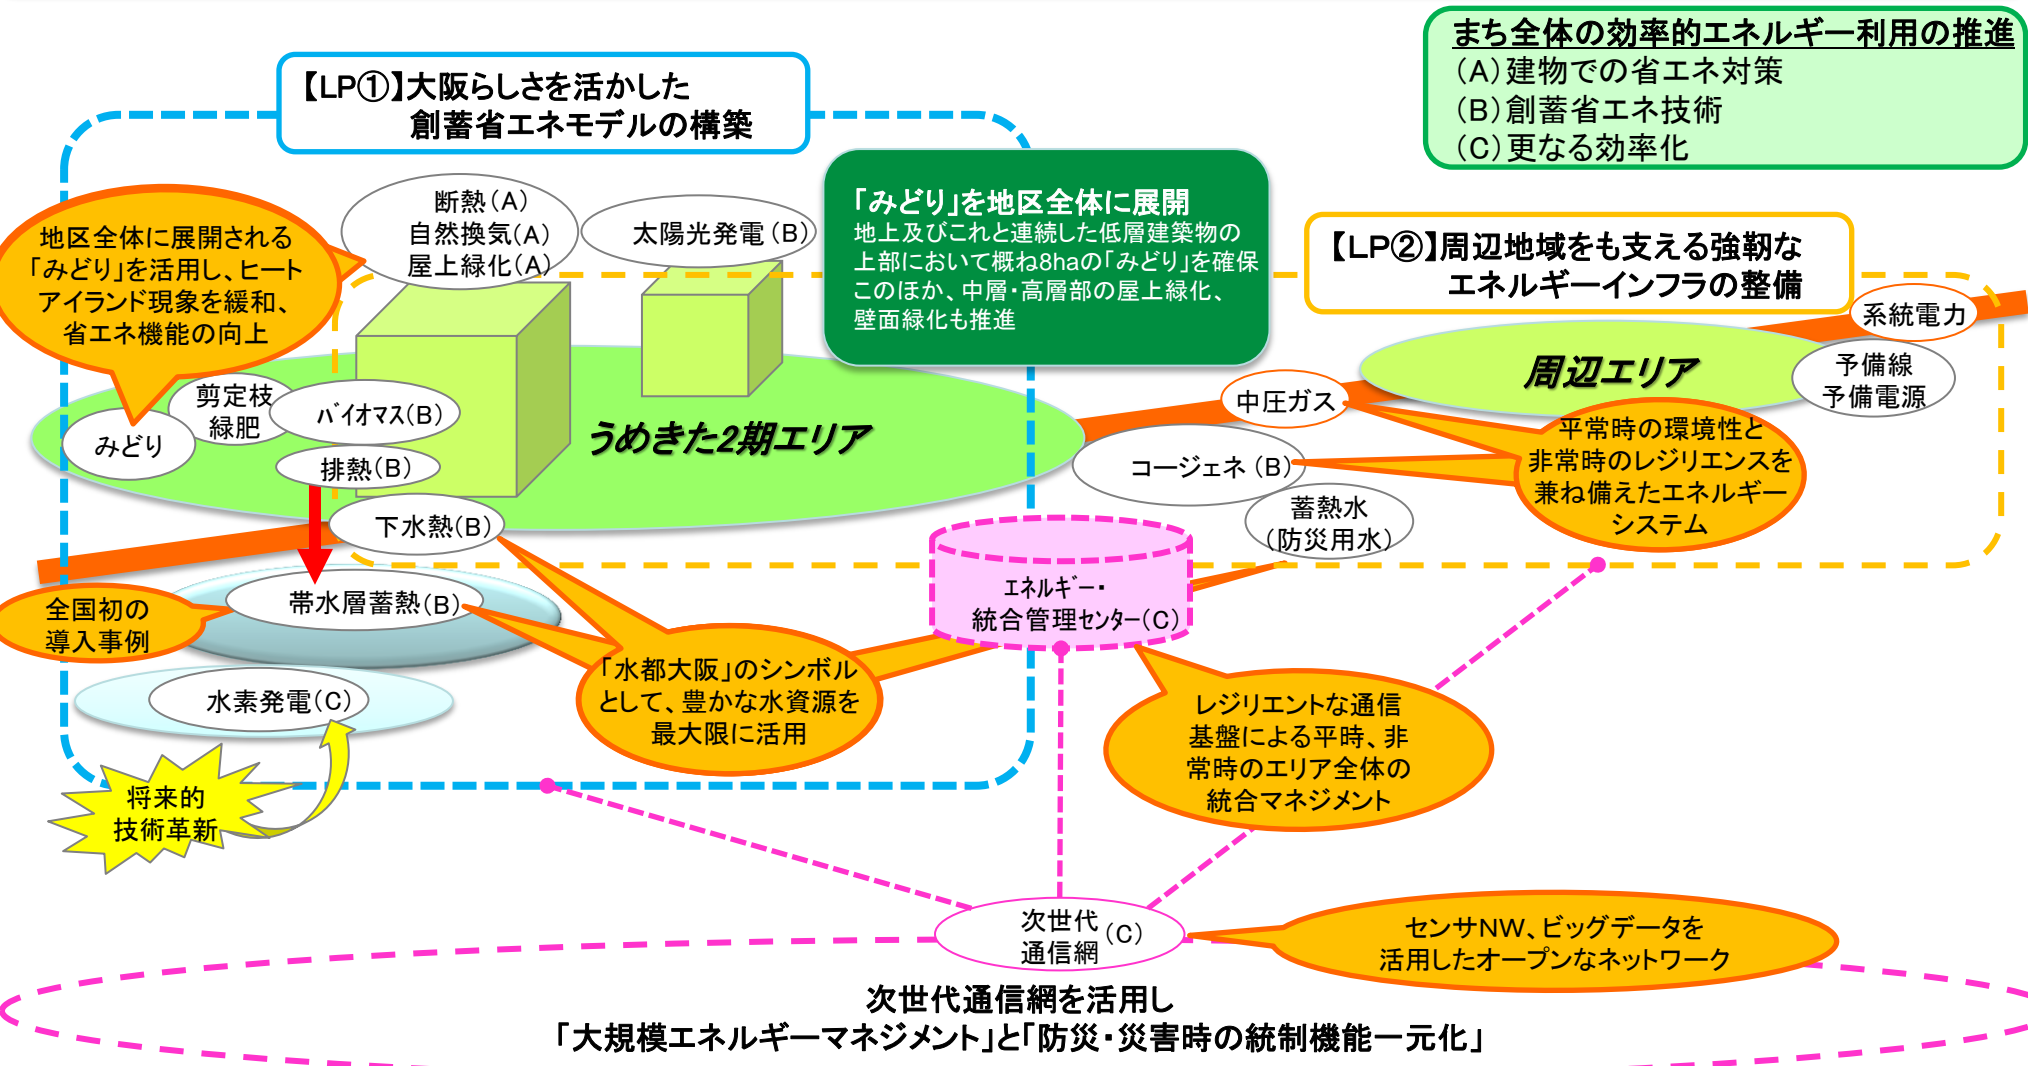 まち全体の効率的エネルギー利用の推進
(A)建物での省エネ対策
(B)創蓄省エネ技術
(C)更なる効率化
【LP①】大阪らしさを活かした
創蓄省エネモデルの構築
「みどり」を地区全体に展開
地上及びこれと連続した低層建築物の
上部において概ね8haの「みどり」を確保
このほか、中層・高層部の屋上緑化、
壁面緑化も推進
【LP②】周辺地域をも支える強靭な
エネルギーインフラの整備
地区全体に展開される
「みどり」を活用し、ヒート
アイランド現象を緩和、
省エネ機能の向上
断熱(A)
自然換気(A)
屋上緑化(A)
太陽光発電(B)
系統電力
予備線
予備電源
周辺エリア
中圧ガス
剪定枝
緑肥
バイオマス(B)
みどり
排熱(B)
うめきた2期エリア
コージェネ(B)
平常時の環境性と
非常時のレジリエンスを
兼ね備えたエネルギー
システム
蓄熱水
(防災用水)
下水熱(B)
エネルギー・
統合管理センター(C)
全国初の
導入事例
帯水層蓄熱(B)
水素発電(C)
「水都大阪」のシンボル
として、豊かな水資源を
最大限に活用
レジリエントな通信
基盤による平時、非
常時のエリア全体の
統合マネジメント
将来的
技術革新
次世代
通信網
(C)
センサNW、ビッグデータを
活用したオープンなネットワーク
次世代通信網を活用し
「大規模エネルギーマネジメント」と「防災・災害時の統制機能一元化」